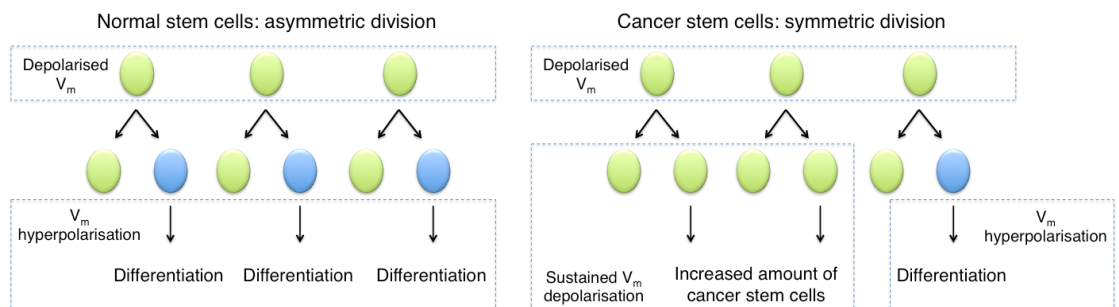 Normal stem cells: asymmetric division
Depolarised
Vm
Vm
hyperpolarisation
Differentiation
Differentiation
Differentiation
Cancer stem cells: symmetric division
Depolarised
Vm
Sustained Vm
depolarisation
Increased amount of
cancer stem cells
Vm
hyperpolarisation
Differentiation